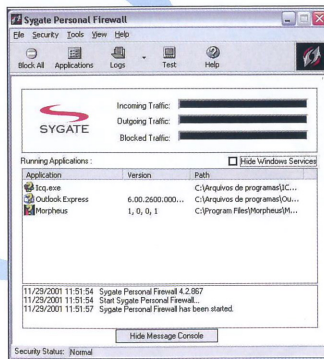 Sygate Personal Firewall
File Security Tools View Help
Block All Applications Logs Test Help
SYGATE
Incoming Traffic:
Outgoing Traffic:
Blocked Traffic:
Running Applications :
Hide Windows Services
Application Version Path
Icq.exe C:\Arquivos de programas\IC...
Outlook Express 6.00.2600.000... C:\Arquivos de programas\Ou...
Morpheus 1, 0, 0, 1 C:\Program Files\Morpheus\M...
11/29/2001 11:51:54 Sygate Personal Firewall 4.2.867
11/29/2001 11:51:54 Start Sygate Personal Firewall...
11/29/2001 11:51:57 Sygate Personal Firewall has been started.
Hide Message Console
Security Status: Normal